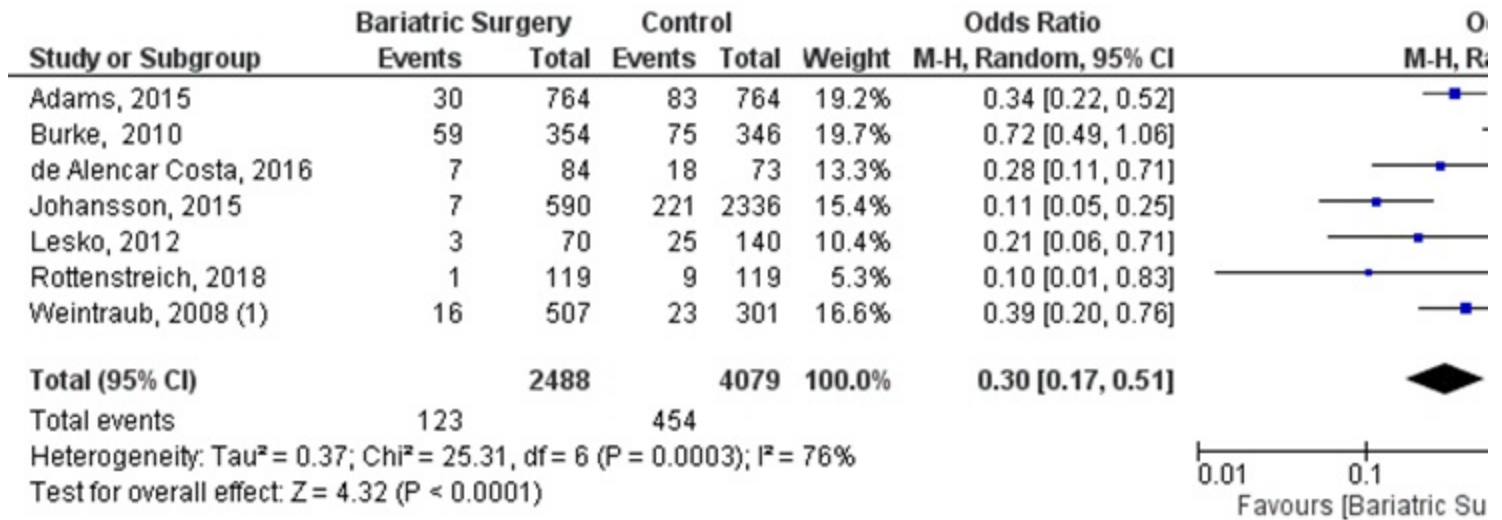 Bariatric Surgery Control Odds Ratio
Study or Subgroup Events Total Events Total Weight M-H, Random, 95% CI M-H,
Adams, 2015 30 764 83 764 19.2% 0.34 [0.22, 0.52]
Burke, 2010 59 354 75 346 19.7% 0.72 [0.49, 1.06]
de Alencar Costa, 2016 7 84 18 73 13.3% 0.28 [0.11, 0.71]
Johansson, 2015 7 590 221 2336 15.4% 0.11 [0.05, 0.25]
Lesko, 2012 3 70 25 140 10.4% 0.21 [0.06, 0.71]
Rottenstreich, 2018 1 119 9 119 5.3% 0.10 [0.01, 0.83]
Weintraub, 2008 (1) 16 507 23 301 16.6% 0.39 [0.20, 0.76]
Total (95% CI) 2488 4079 100.0% 0.30 [0.17, 0.51]
Total events 123 454
Heterogeneity: Tau² = 0.37; Chi² = 25.31, df = 6 (P = 0.0003); I² = 76%
Test for overall effect: Z = 4.32 (P < 0.0001)
0.01 0.1
Favours [Bariatric